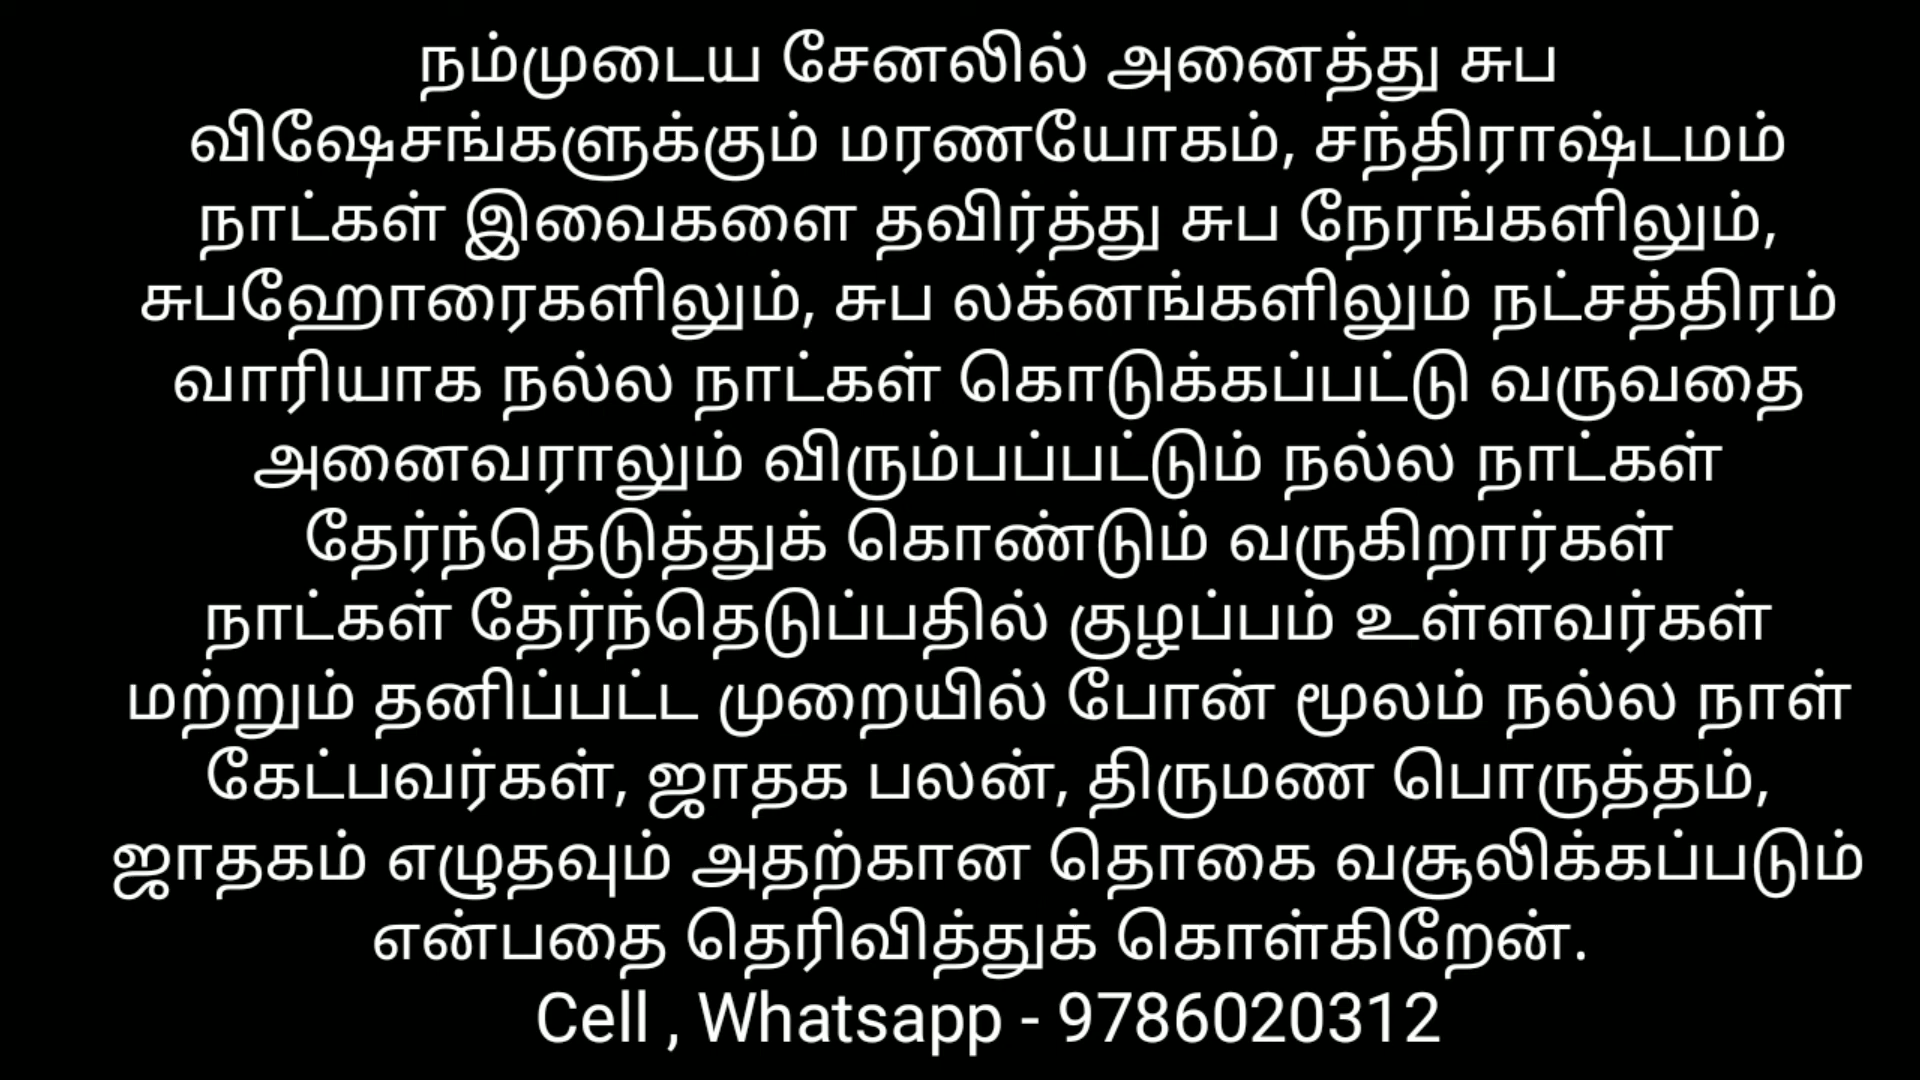 நம்முடைய சேனலில் அனைத்து சுப
விஷேசங்களுக்கும் மரணயோகம், சந்திராஷ்டமம்
நாட்கள் இவைகளை தவிர்த்து சுப நேரங்களிலும்,
சுபஹோரைகளிலும், சுப லக்னங்களிலும் நட்சத்திரம்
வாரியாக நல்ல நாட்கள் கொடுக்கப்பட்டு வருவதை
அனைவராலும் விரும்பப்பட்டும் நல்ல நாட்கள்
தேர்ந்தெடுத்துக் கொண்டும் வருகிறார்கள்
நாட்கள் தேர்ந்தெடுப்பதில் குழப்பம் உள்ளவர்கள்
மற்றும் தனிப்பட்ட முறையில் போன் மூலம் நல்ல நாள்
கேட்பவர்கள், ஜாதக பலன், திருமண பொருத்தம்,
ஜாதகம் எழுதவும் அதற்கான தொகை வசூலிக்கப்படும்
என்பதை தெரிவித்துக் கொள்கிறேன்.
Cell , Whatsapp - 9786020312